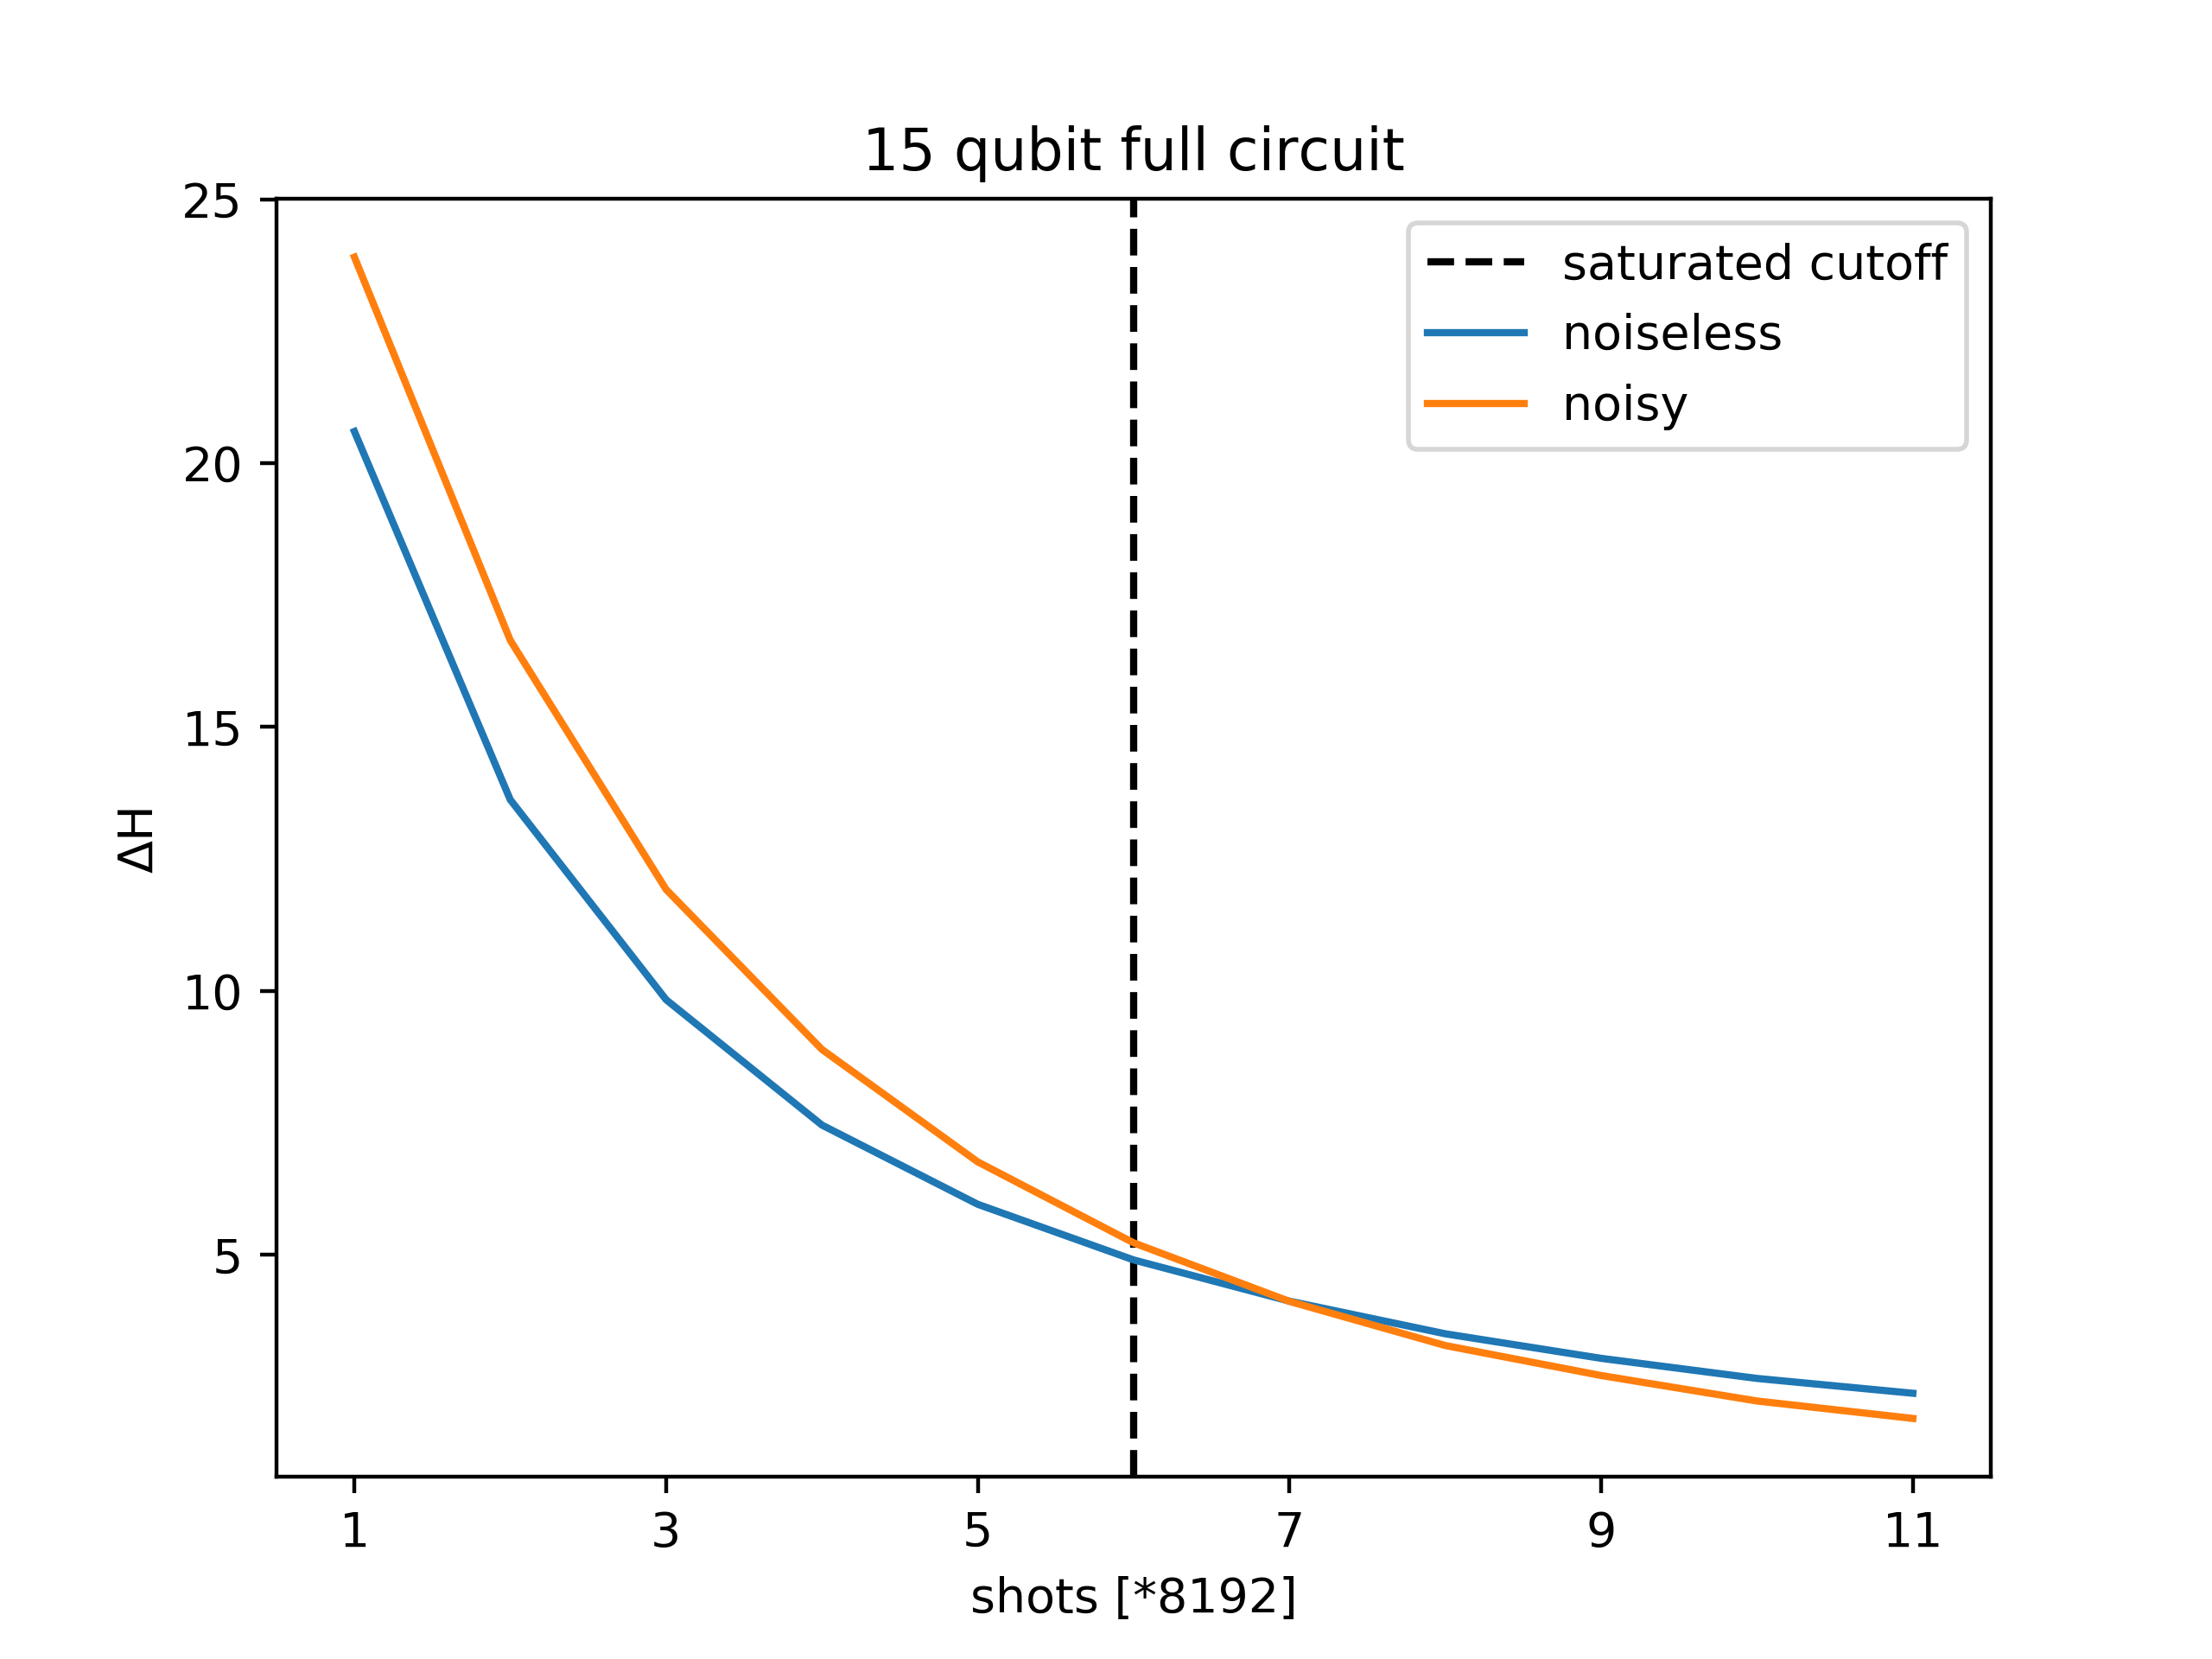 15 qubit full circuit
25
20
15
10
5
ΔH
saturated cutoff
noiseless
noisy
1 3 5 7 9 11
shots [*8192]